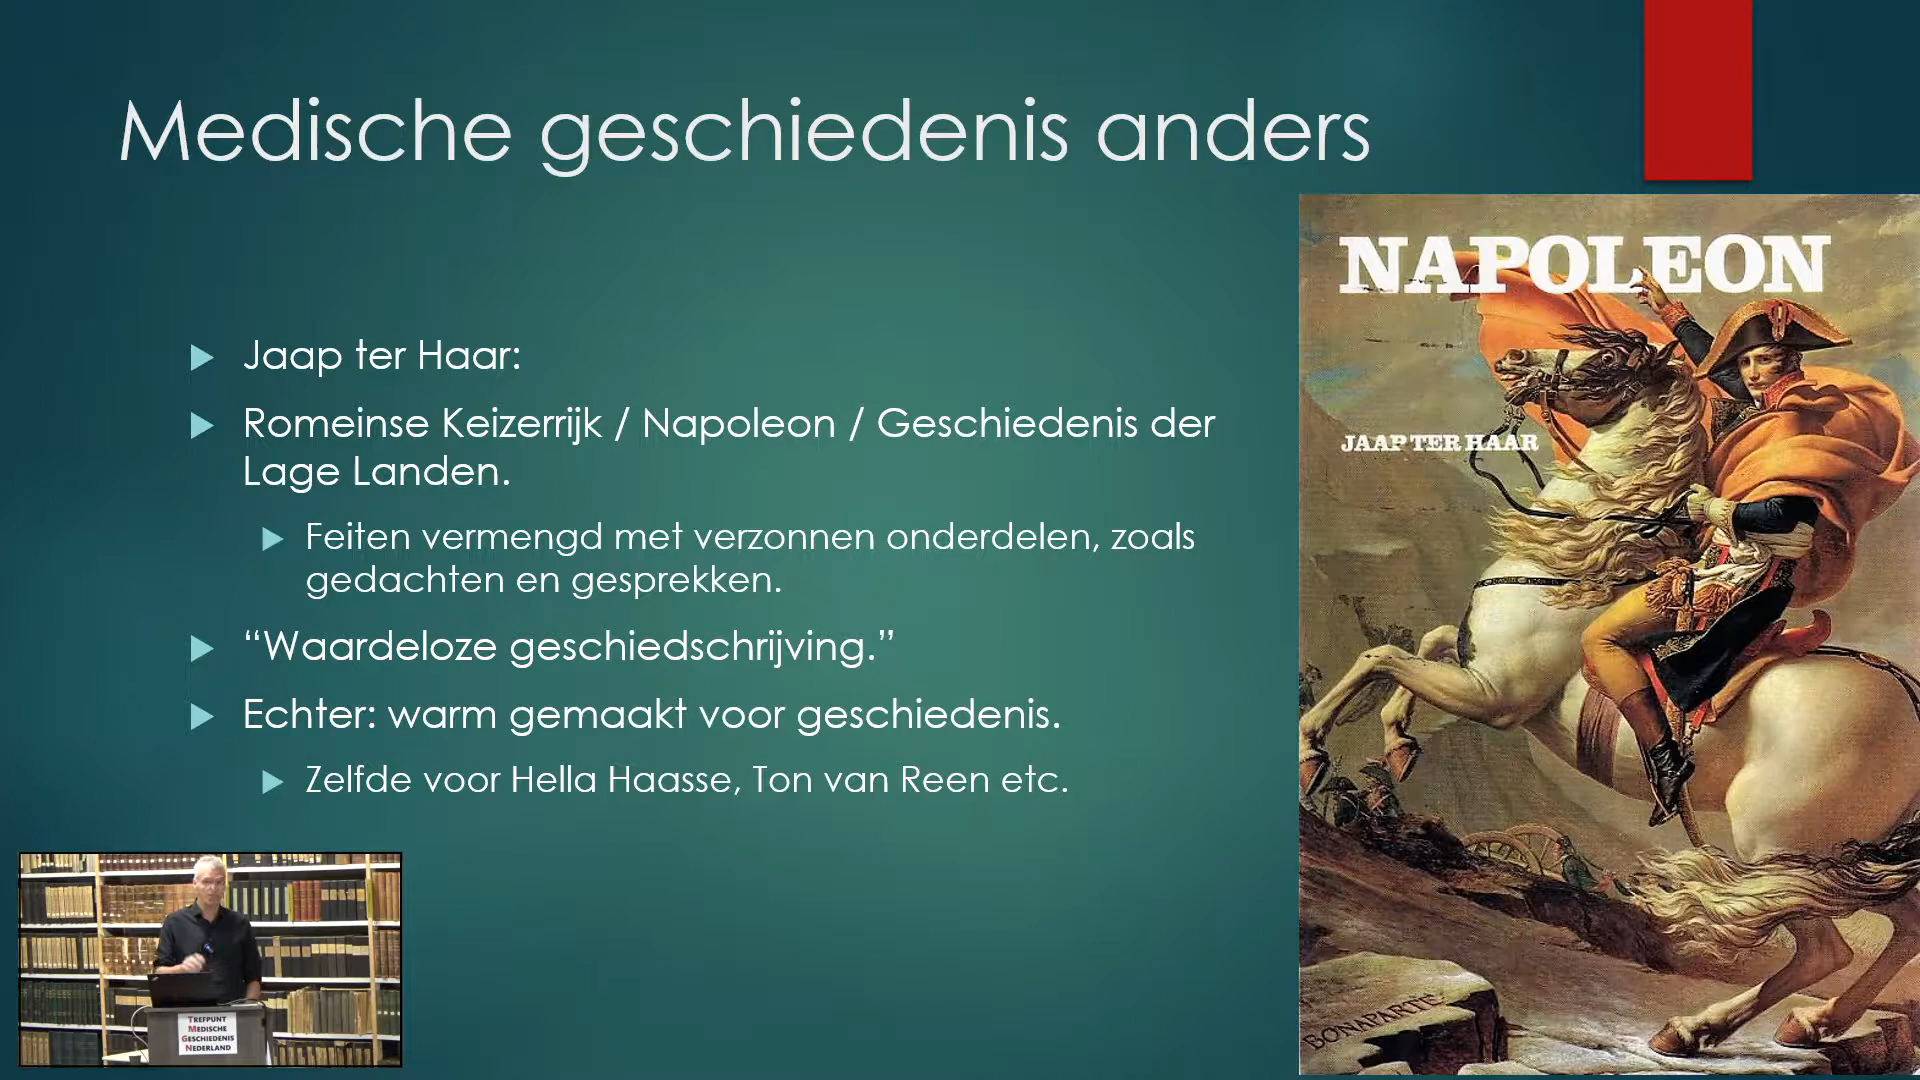 Medische geschiedenis anders
NAPOLEON
JAAP TER HAAR
Jaap ter Haar:
Romeinse Keizerrijk / Napoleon / Geschiedenis der
Lage Landen.
Feiten vermengd met verzonnen onderdelen, zoals
gedachten en gesprekken.
“Waardeloze geschiedschrijving.”
Echter: warm gemaakt voor geschiedenis.
Zelfde voor Hella Haasse, Ton van Reen etc.
BONAPARTE
TREFPUNT
MEDISCHE
GESCHIEDENIS
NEDERLAND